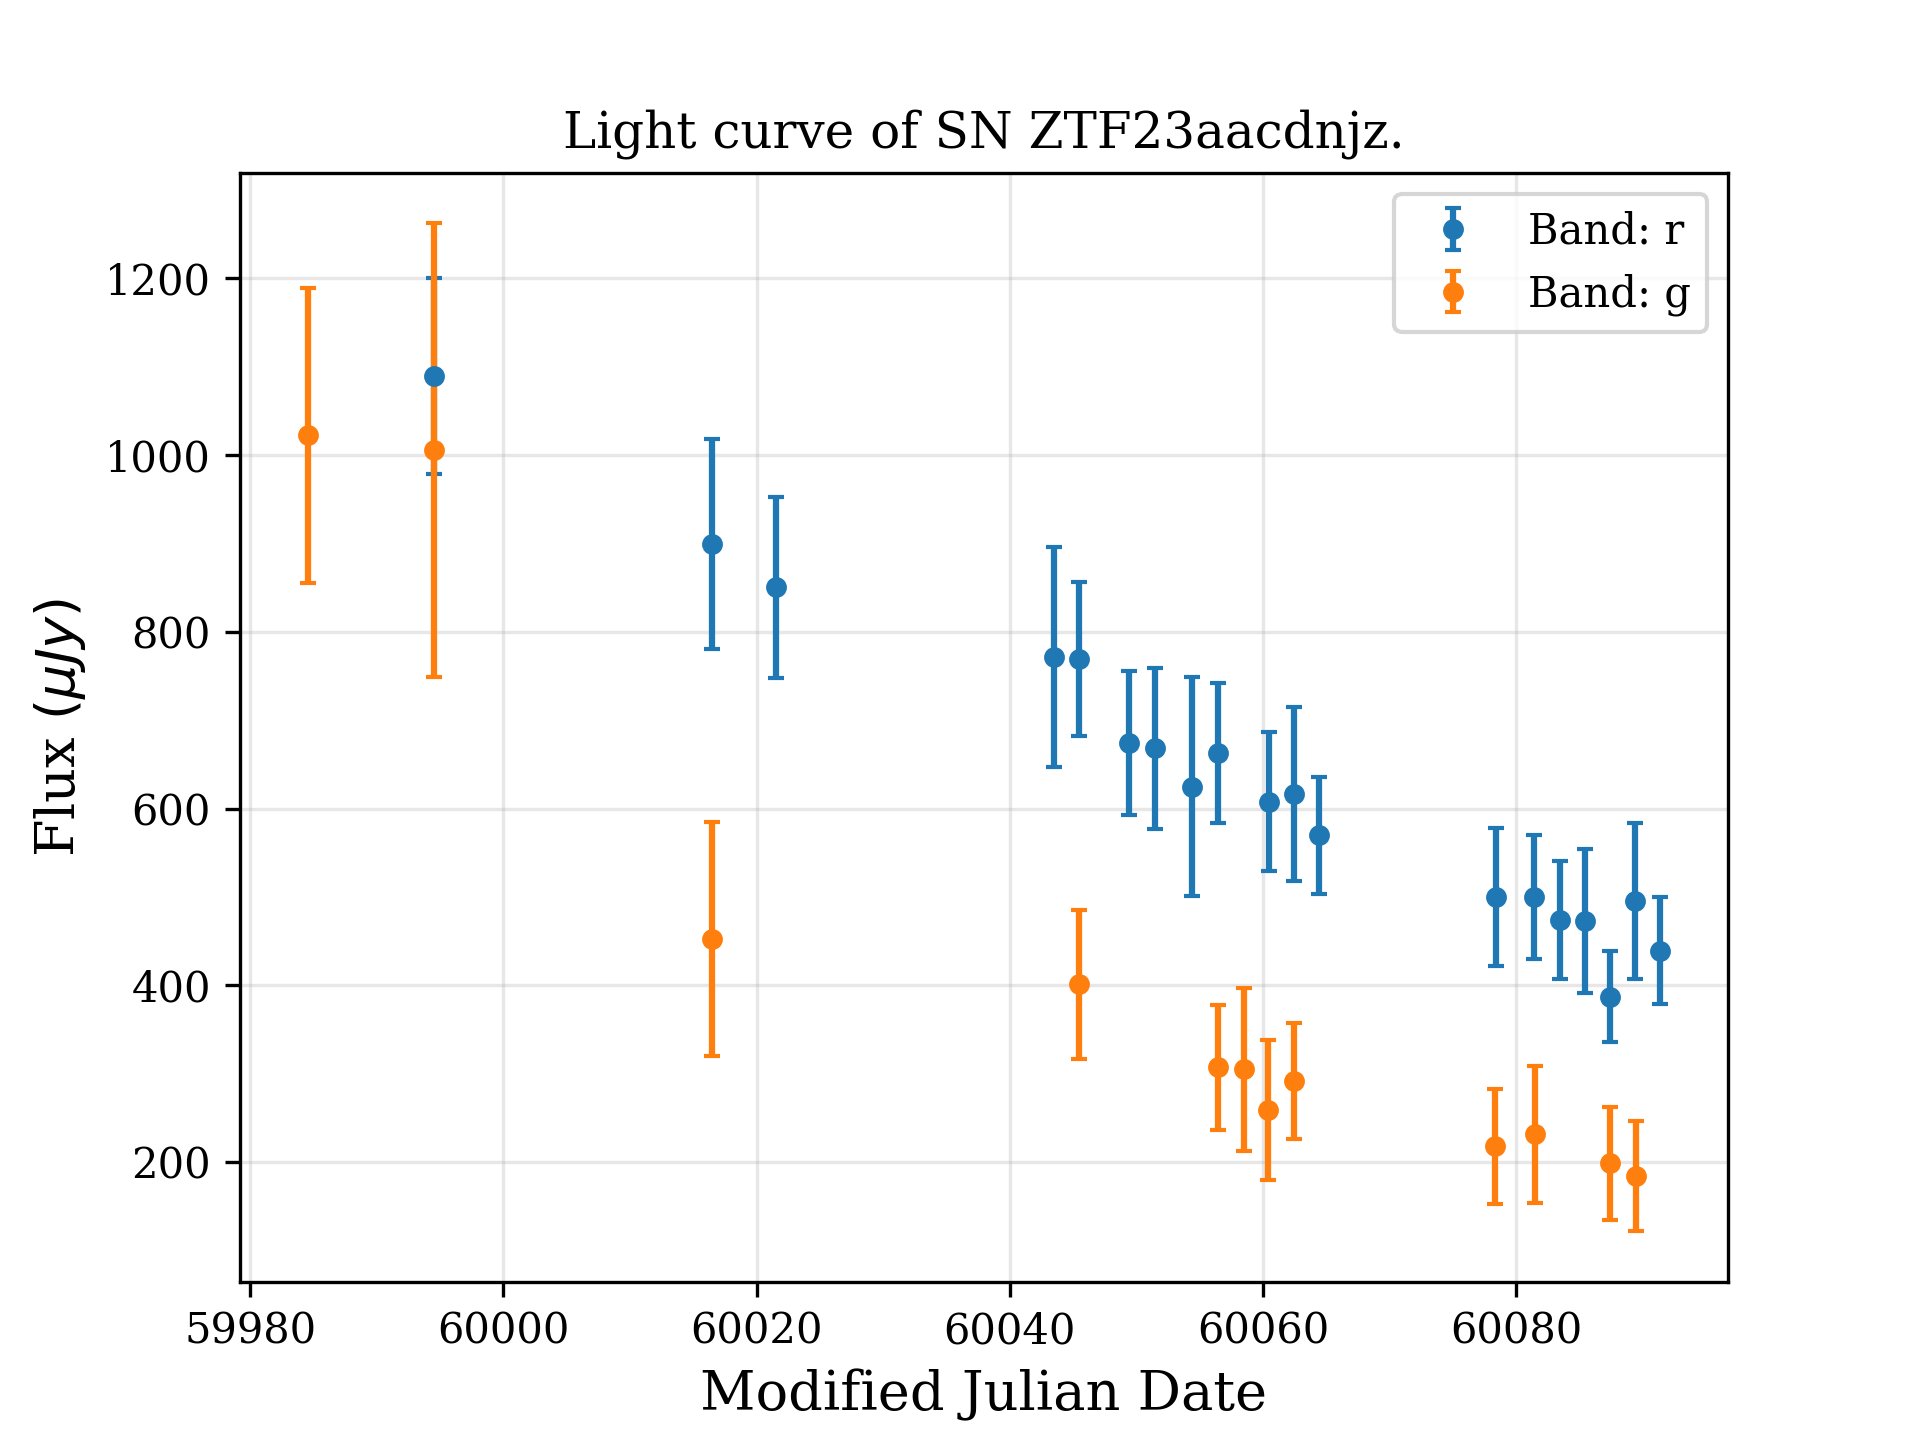 Light curve of SN ZTF23aacdnjz.
Band: r
Band: g
1200
1000
800
600
400
200
Flux (μJy)
59980 60000 60020 60040 60060 60080
Modified Julian Date